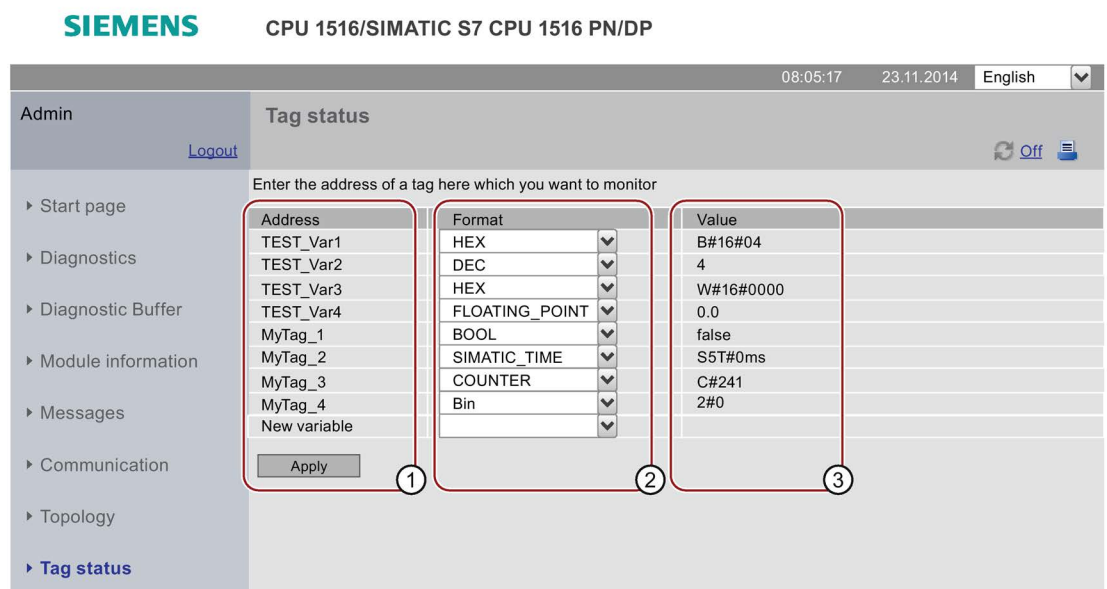 SIEMENS CPU 1516/SIMATIC S7 CPU 1516 PN/DP
08:05:17 23.11.2014 English
Admin Tag status
Logout Off
Enter the address of a tag here which you want to monitor
Start page
Address Format Value
TEST_Var1 HEX B#16#04
Diagnostics
TEST_Var2 DEC 4
TEST_Var3 HEX W#16#0000
Diagnostic Buffer
TEST_Var4 FLOATING_POINT 0.0
MyTag_1 BOOL false
Module information
MyTag_2 SIMATIC_TIME S5T#0ms
MyTag_3 COUNTER C#241
MyTag_4 Bin 2#0
Messages
New variable
Communication
Apply
1 2 3
Topology
Tag status